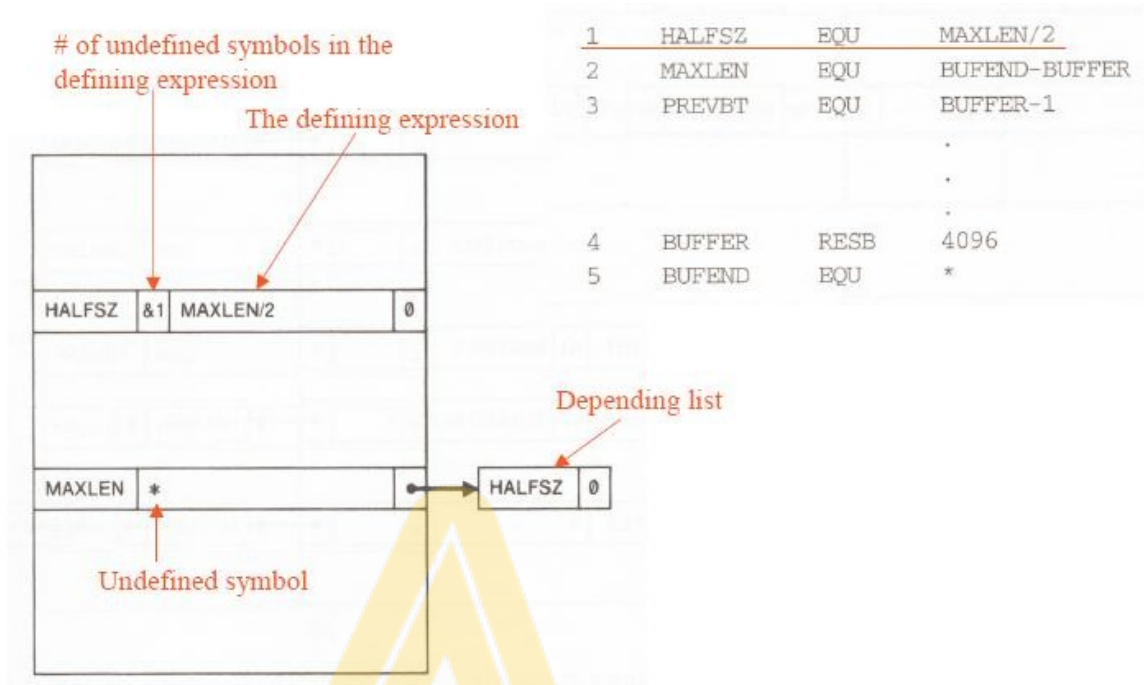 # of undefined symbols in the
defining expression
The defining expression
1 HALFSZ EQU MAXLEN/2
2 MAXLEN EQU BUFEND-BUFFER
3 PREVBT EQU BUFFER-1
.
.
.
4 BUFFER RESB 4096
5 BUFEND EQU *
HALFSZ &1 MAXLEN/2 0
Depending list
MAXLEN * HALFSZ 0
Undefined symbol